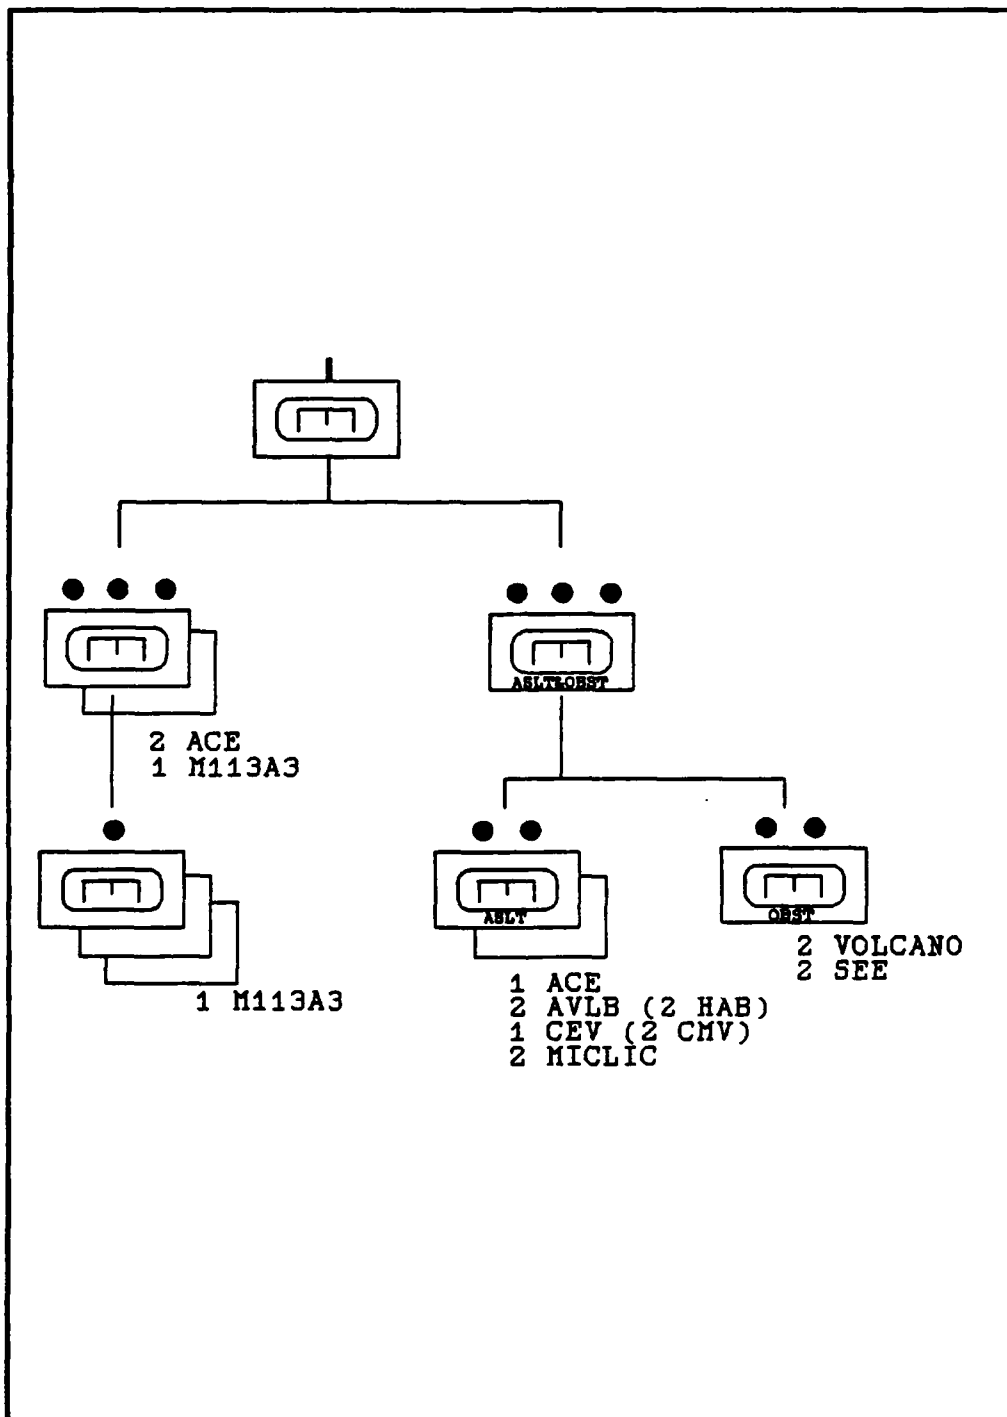 ASLT&OBST
2 ACE
1 M113A3
ASLT
OBST
1 M113A3
1 ACE
2 AVLB (2 HAB)
1 CEV (2 CMV)
2 MICLIC
2 VOLCANO
2 SEE